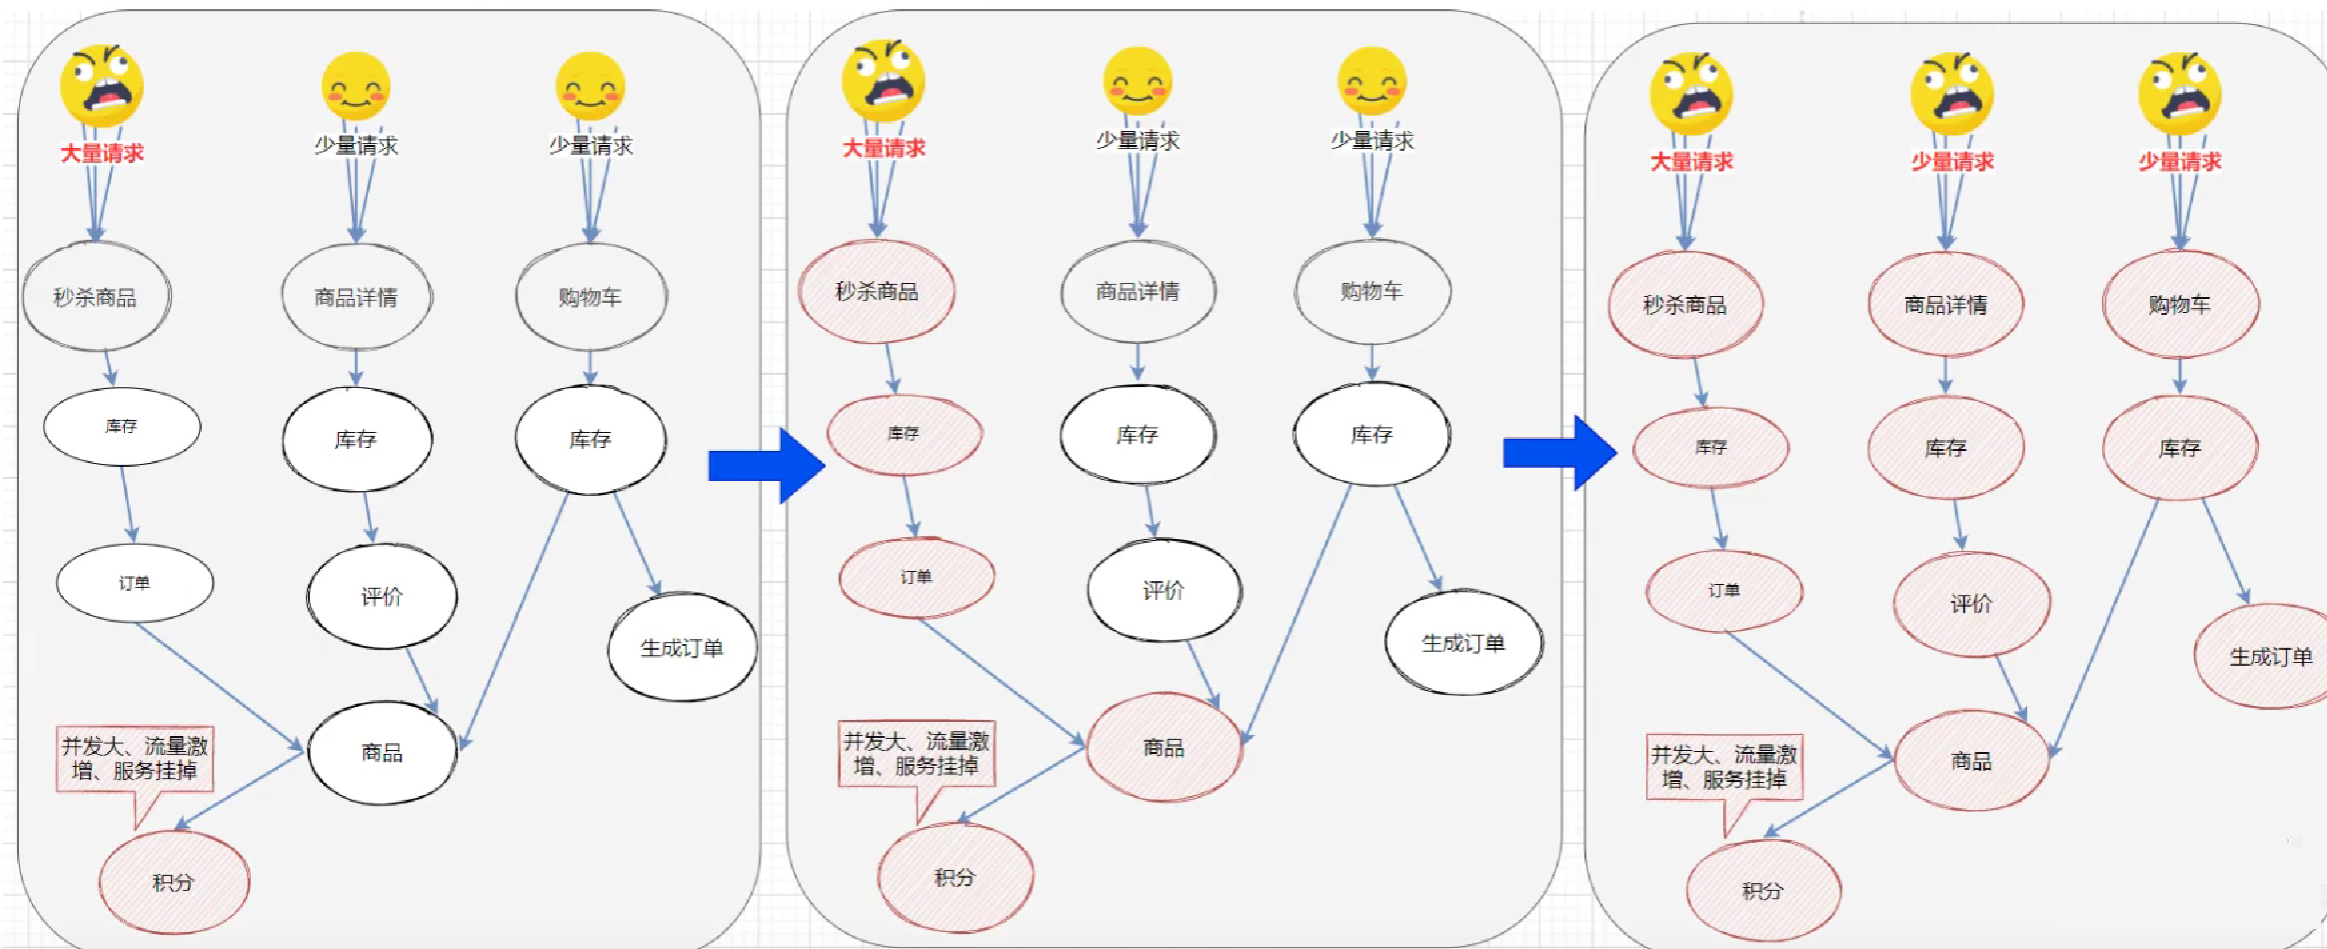 大量请求
少量请求
少量请求
秒杀商品
商品详情
购物车
库存
库存
库存
订单
评价
生成订单
并发大、流量激
增、服务挂掉
商品
积分
大量请求
少量请求
少量请求
秒杀商品
商品详情
购物车
库存
库存
库存
订单
评价
生成订单
并发大、流量激
增、服务挂掉
商品
积分
大量请求
少量请求
少量请求
秒杀商品
商品详情
购物车
库存
库存
库存
订单
评价
生成订单
并发大、流量激
增、服务挂掉
商品
积分